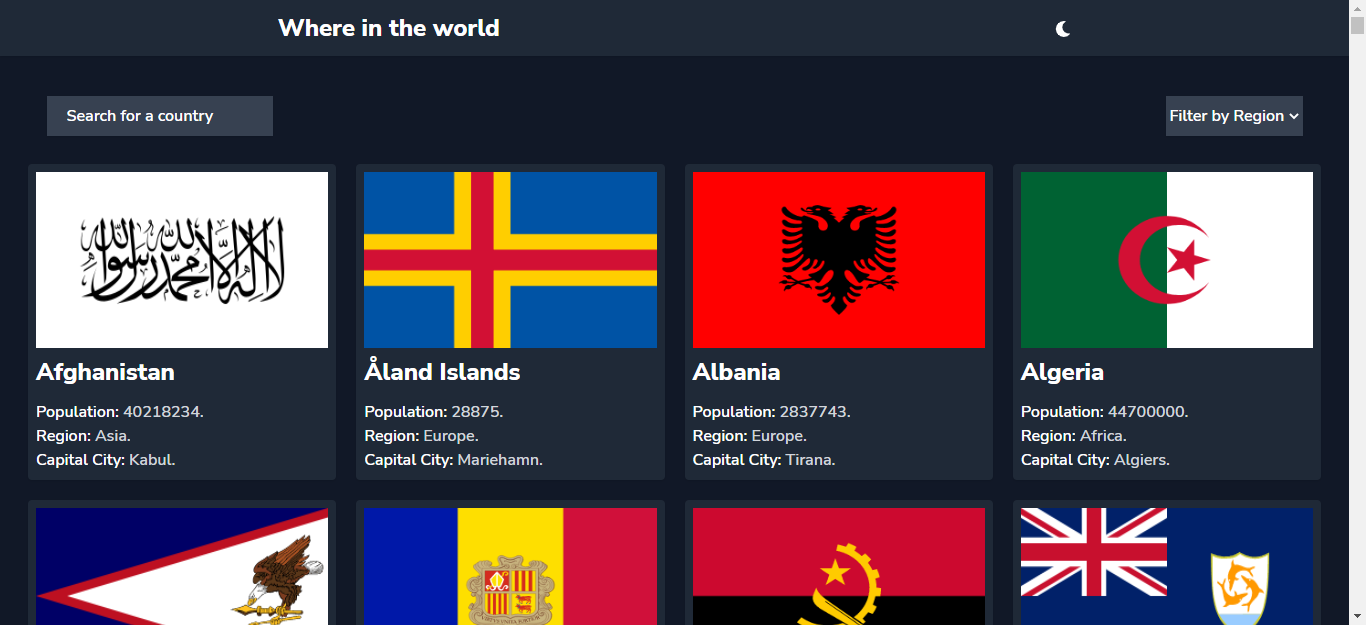 Where in the world
Search for a country
Filter by Region
لا إله إلا الله محمد رسول الله
Afghanistan
Population: 40218234.
Region: Asia.
Capital City: Kabul.
Åland Islands
Population: 28875.
Region: Europe.
Capital City: Mariehamn.
Albania
Population: 2837743.
Region: Europe.
Capital City: Tirana.
Algeria
Population: 44700000.
Region: Africa.
Capital City: Algiers.